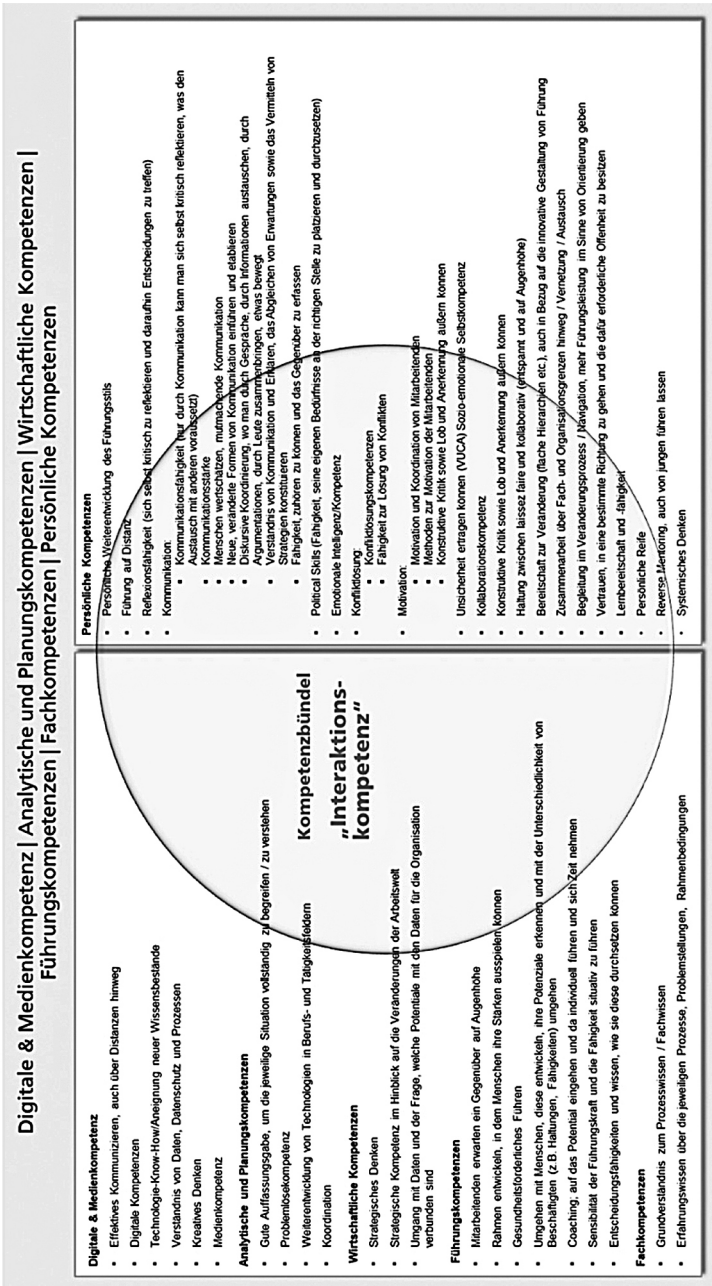 Digitale & Medienkompetenz | Analytische und Planungskompetenzen | Wirtschaftliche Kompetenzen |
Führungskompetenzen | Fachkompetenzen | Persönliche Kompetenzen
Digitale & Medienkompetenz
• Effektives Kommunizieren, auch über Distanzen hinweg
• Digitale Kompetenzen
• Technologie-Know-How/Aneignung neuer Wissensbestände
• Verständnis von Daten, Datenschutz und Prozessen
• Kreatives Denken
• Medienkompetenz
Analytische und Planungskompetenzen
• Gute Auffassungsgabe, um die jeweilige Situation vollständig zu begreifen / zu verstehen
• Problemlösekompetenz
• Weiterentwicklung von Technologien in Berufs- und Tätigkeitsfeldern
• Koordination
Wirtschaftliche Kompetenzen
• Strategisches Denken
• Strategische Kompetenz im Hinblick auf die Veränderungen der Arbeitswelt
• Umgang mit Daten und der Frage, welche Potentiale mit den Daten für die Organisation
verbunden sind
Führungskompetenzen
• Mitarbeitenden erwarten ein Gegenüber auf Augenhöhe
• Rahmen entwickeln, in dem Menschen ihre Stärken ausspielen können
• Gesundheitsförderliches Führen
• Umgehen mit Menschen, diese entwickeln, ihre Potenziale erkennen und mit der Unterschiedlichkeit von
Beschäftigten (z.B. Haltungen, Fähigkeiten) umgehen
• Coaching, auf das Potential eingehen und da individuell führen und sich Zeit nehmen
• Sensibilität der Führungskraft und die Fähigkeit situativ zu führen
• Entscheidungsfähigkeiten und wissen, wie sie diese durchsetzen können
Fachkompetenzen
• Grundverständnis zum Prozesswissen / Fachwissen
• Erfahrungswissen über die jeweiligen Prozesse, Problemstellungen, Rahmenbedingungen
Kompetenzbündel
„Interaktions-
kompetenz"
Persönliche Kompetenzen
• Persönliche Weiterentwicklung des Führungsstils
• Führung auf Distanz
• Reflexionsfähigkeit (sich selbst kritisch zu reflektieren und daraufhin Entscheidungen zu treffen)
• Kommunikation:
• Kommunikationsfähigkeit (nur durch Kommunikation kann man sich selbst kritisch reflektieren, was den
Austausch mit anderen voraussetzt)
• Kommunikationsstärke
• Menschen wertschätzen, mutmachende Kommunikation
• Neue, veränderte Formen von Kommunikation einführen und etablieren
• Diskursive Koordinierung, wo man durch Gespräche, durch Informationen austauschen, durch
Argumentationen, durch Leute zusammenbringen, etwas bewegt
• Verständnis von Kommunikation und Erklären, das Abgleichen von Erwartungen sowie das Vermitteln von
Strategien konstituieren
• Fähigkeit, zuhören zu können und das Gegenüber zu erfassen
• Political Skills (Fähigkeit, seine eigenen Bedürfnisse an der richtigen Stelle zu platzieren und durchzusetzen)
• Emotionale Intelligenz/Kompetenz
• Konfliktlösung:
• Konfliktlösungskompetenzen
• Fähigkeit zur Lösung von Konflikten
• Motivation:
• Motivation und Koordination von Mitarbeitenden
• Methoden zur Motivation der Mitarbeitenden
• Konstruktive Kritik sowie Lob und Anerkennung äußern können
• Unsicherheit ertragen können (VUCA) Sozio-emotionale Selbstkompetenz
• Kollaborationskompetenz
• Konstruktive Kritik sowie Lob und Anerkennung äußern können
• Haltung zwischen laissez faire und kollaborativ (entspannt und auf Augenhöhe)
• Bereitschaft zur Veränderung (flache Hierarchien etc.), auch in Bezug auf die innovative Gestaltung von Führung
• Zusammenarbeit über Fach- und Organisationsgrenzen hinweg / Vernetzung / Austausch
• Begleitung im Veränderungsprozess / Navigation, mehr Führungsleistung im Sinne von Orientierung geben
• Vertrauen, in eine bestimmte Richtung zu gehen und die dafür erforderliche Offenheit zu besitzen
• Lernbereitschaft und -fähigkeit
• Persönliche Reife
• Reverse Mentoring, auch von jungen führen lassen
• Systemisches Denken